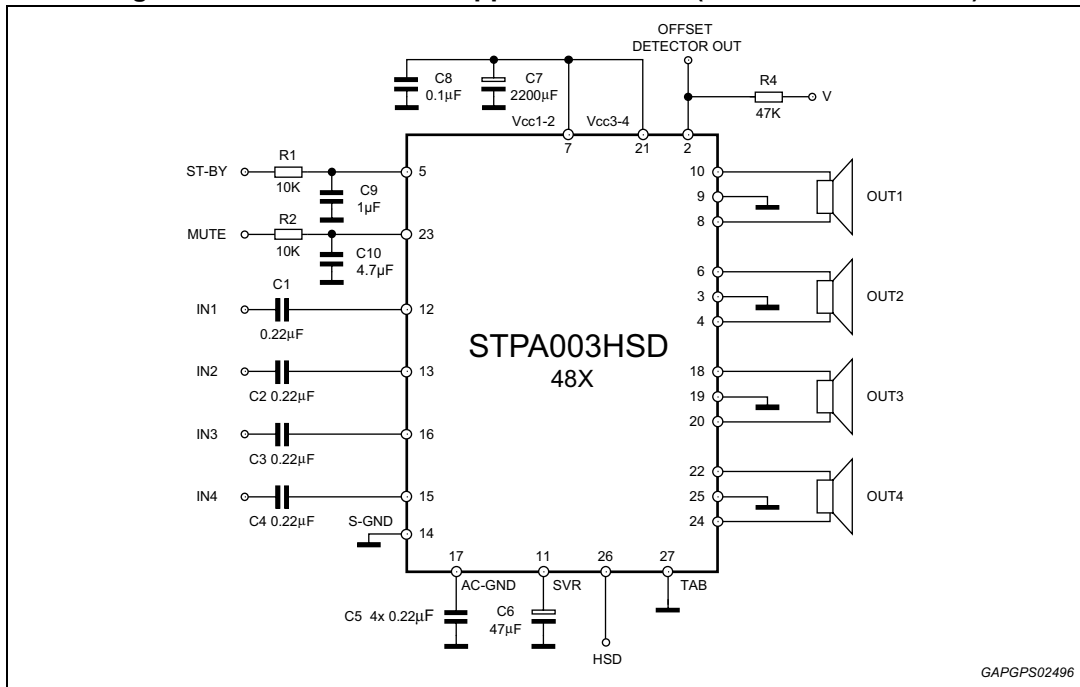 OFFSET
DETECTOR OUT
C8
0.1μF
C7
2200μF
R4
47K
V
Vcc1-2
Vcc3-4
7
21
2
ST-BY
R1
10K
5
C9
1μF
MUTE
R2
10K
23
C10
4.7μF
IN1
C1
0.22μF
12
IN2
C2 0.22μF
13
IN3
C3 0.22μF
16
IN4
C4 0.22μF
15
S-GND
14
STPA003HSD
48X
10
9
8
OUT1
6
3
4
OUT2
18
19
20
OUT3
22
25
24
OUT4
17
11
26
27
AC-GND
SVR
TAB
C5 4x 0.22μF
C6
47μF
HSD
GAPGPS02496